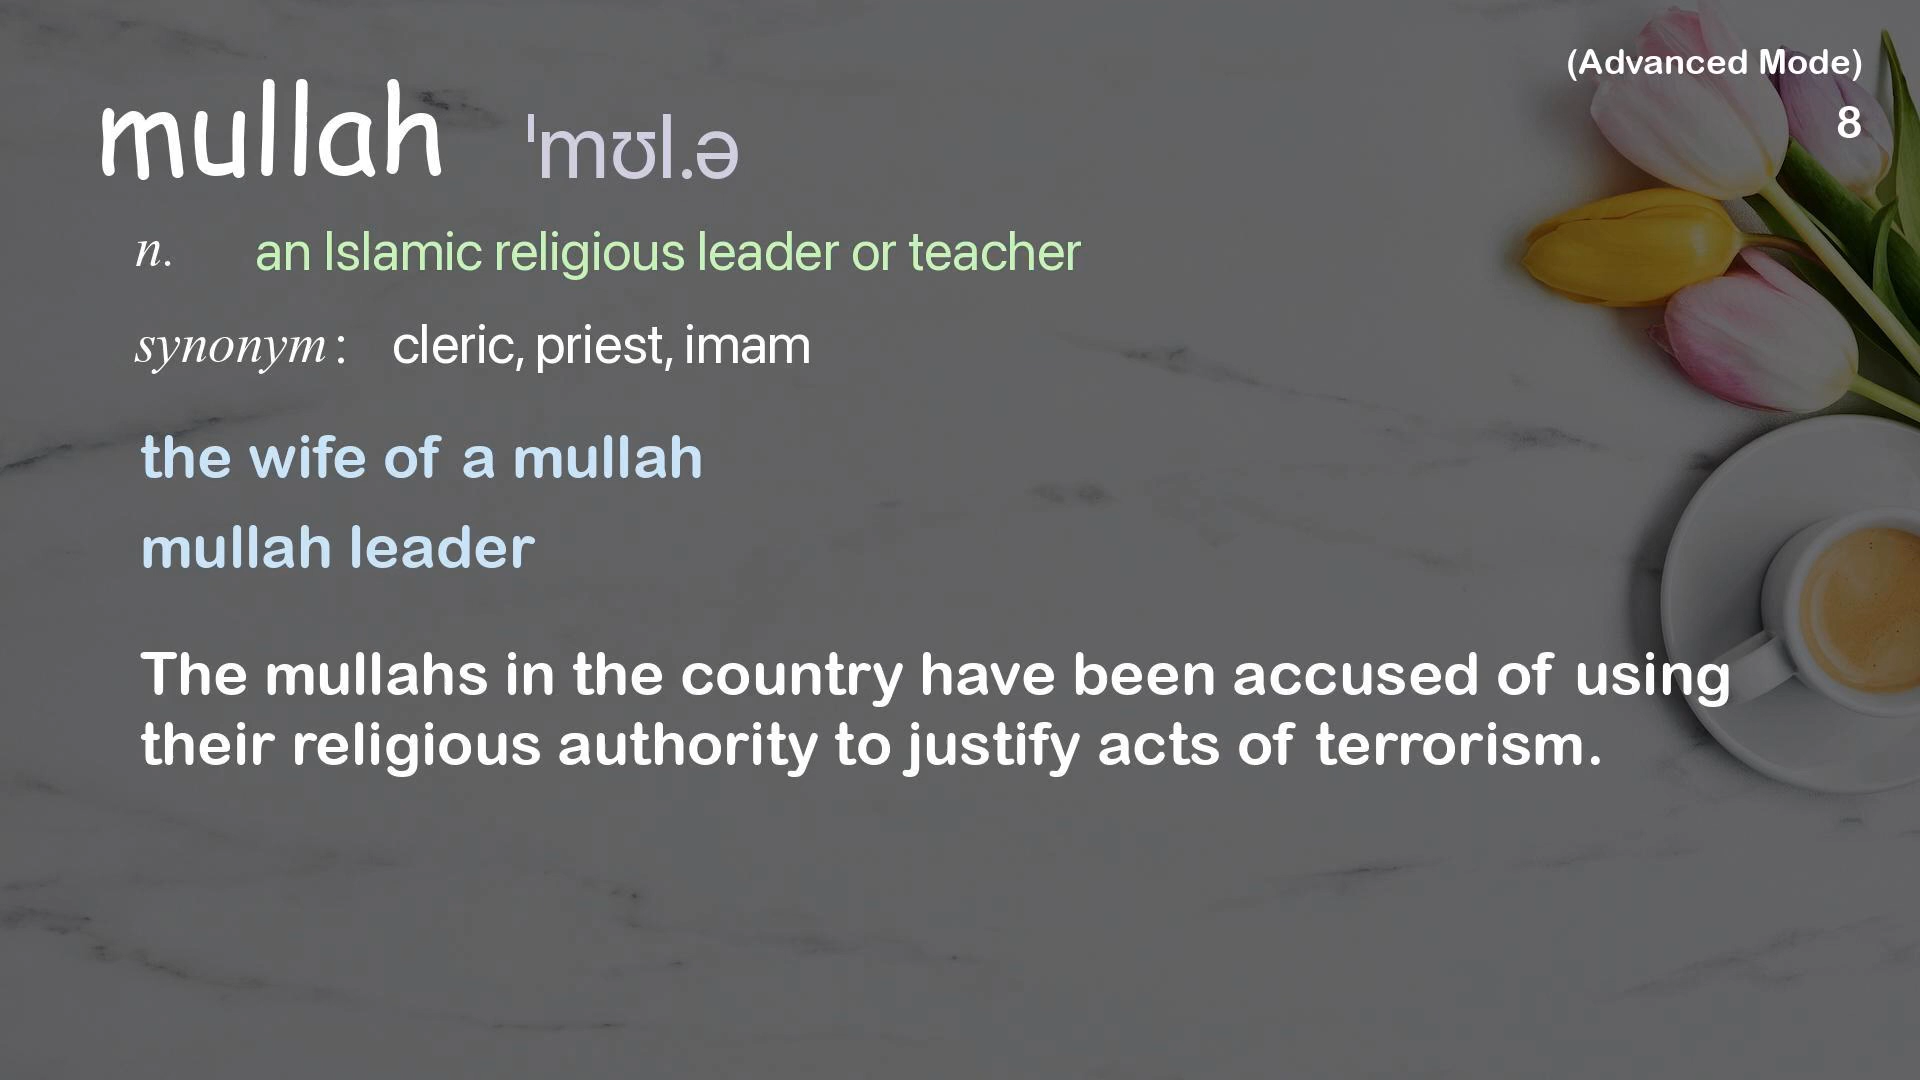 (Advanced Mode)
8
mullah ˈmʊl.ə
n. an Islamic religious leader or teacher
synonym: cleric, priest, imam
the wife of a mullah
mullah leader
The mullahs in the country have been accused of using
their religious authority to justify acts of terrorism.